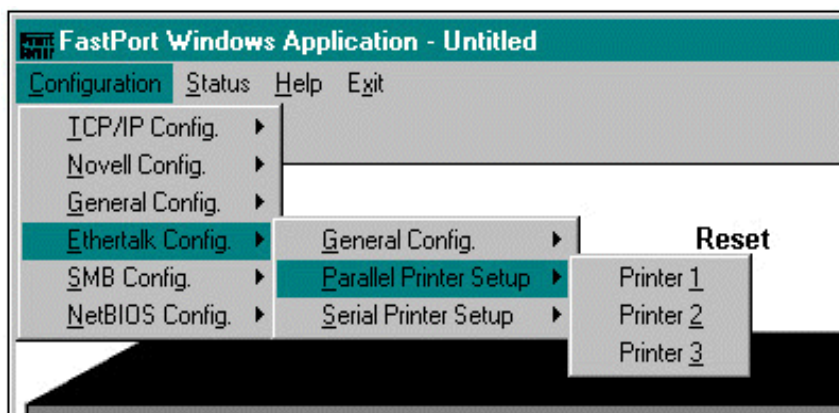 FastPort Windows Application - Untitled
Configuration Status Help Exit
TCP/IP Config.
Novell Config.
General Config.
Ethertalk Config.
SMB Config.
NetBIOS Config.
General Config.
Parallel Printer Setup
Serial Printer Setup
Reset
Printer 1
Printer 2
Printer 3